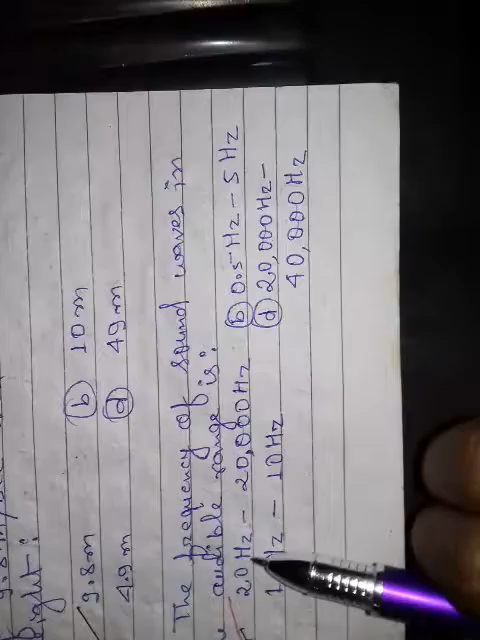 Right:
9.8m (b) 10m
4.9m (d) 49m
The frequency of sound waves in
audible range is:
20Hz - 20,000Hz (b) 0.5Hz - 5Hz
Hz - 10Hz (d) 20,000Hz -
40,000Hz